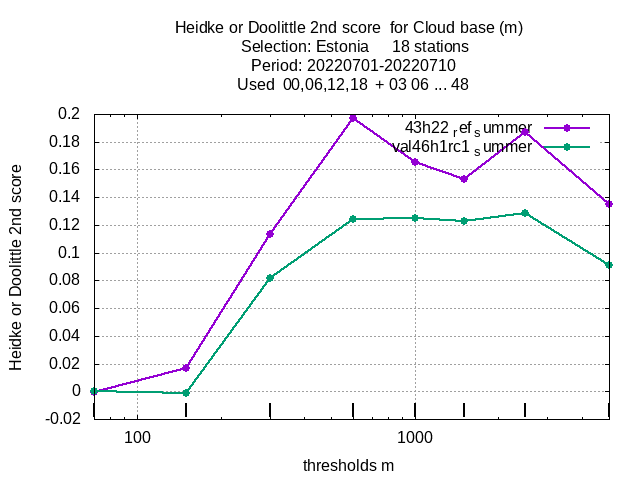 Heidke or Doolittle 2nd score  for Cloud base (m)
Selection: Estonia     18 stations
Period: 20220701-20220710
Used  00,06,12,18  + 03 06 ... 48
Heidke or Doolittle 2nd score
0.2
0.18
0.16
0.14
0.12
0.1
0.08
0.06
0.04
0.02
0
-0.02
43h22_ref_summer
val46h1rc1_summer
100
1000
thresholds m